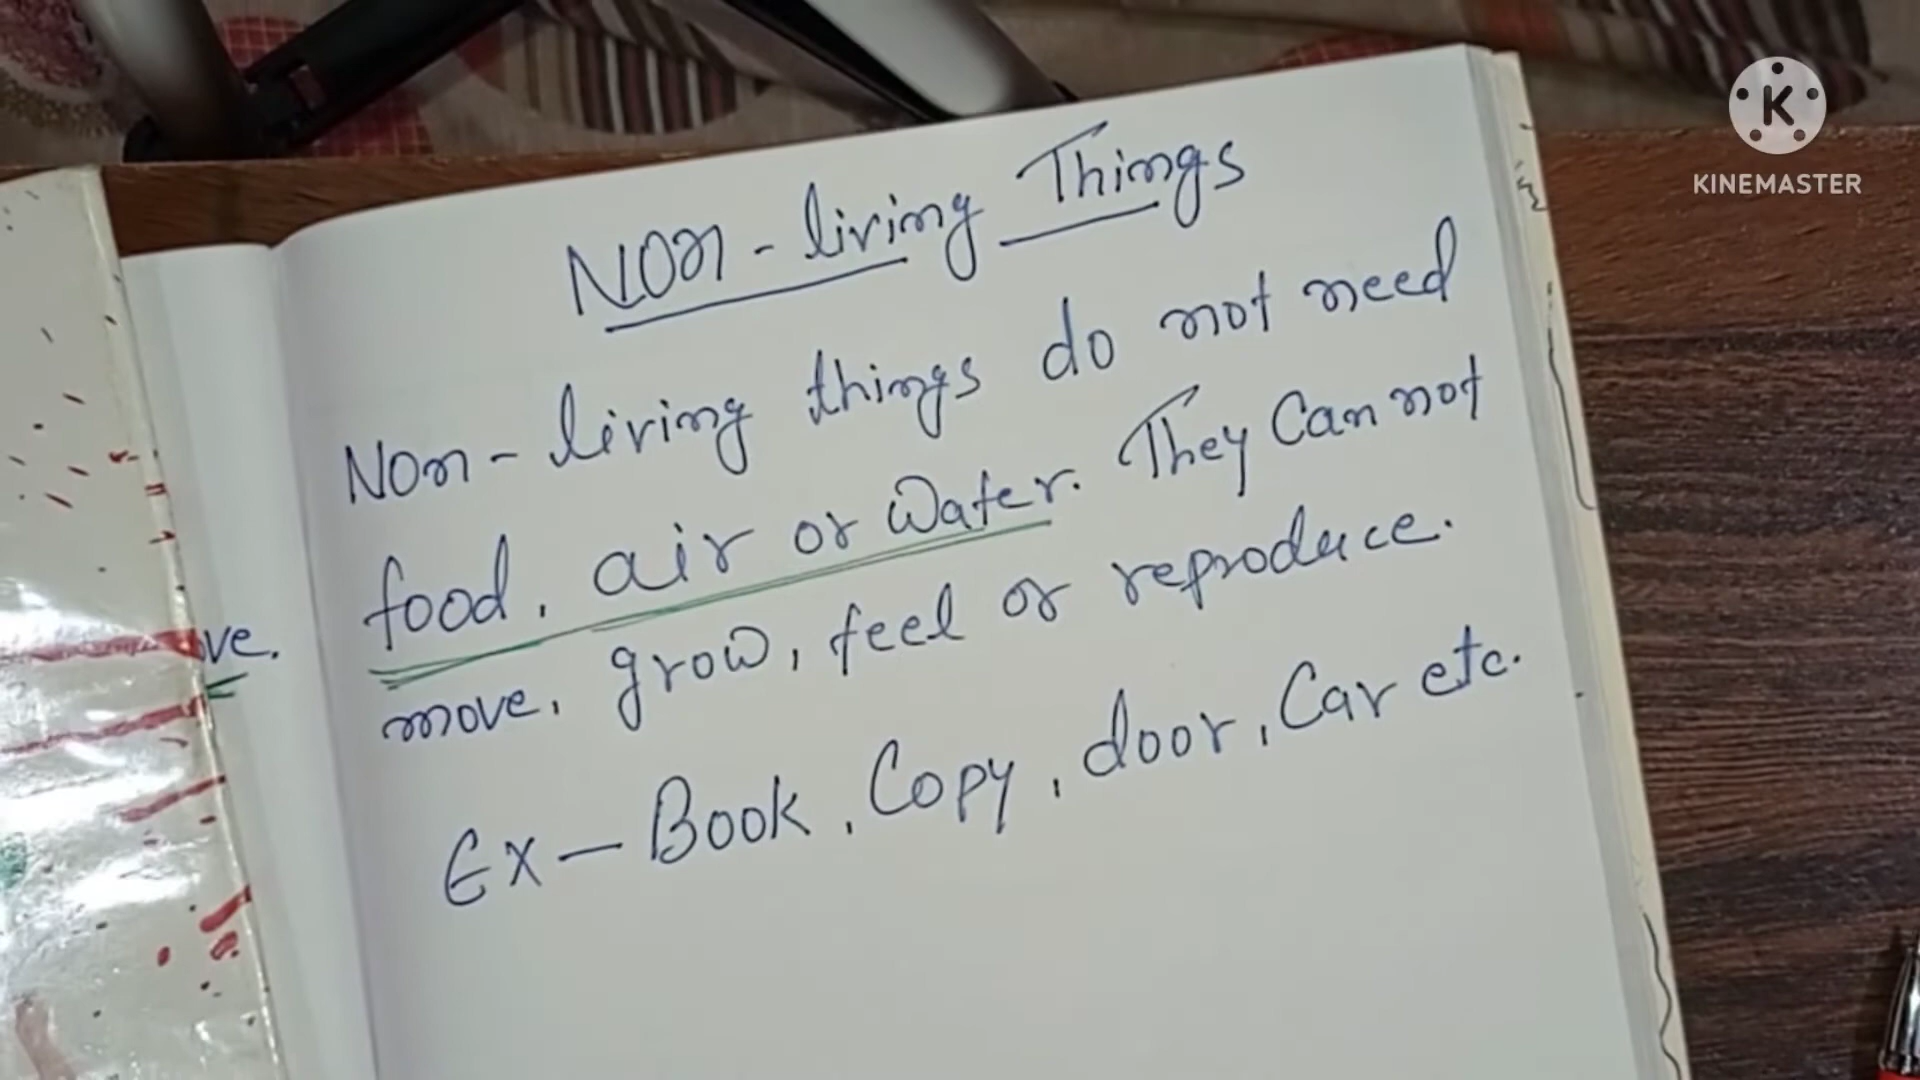 Non-living Things
Non-living things do not need
food, air or water. They Can not
move, grow, feel or reproduce.
Ex-Book, Copy, door, Car etc.
ve.
K
KINEMASTER